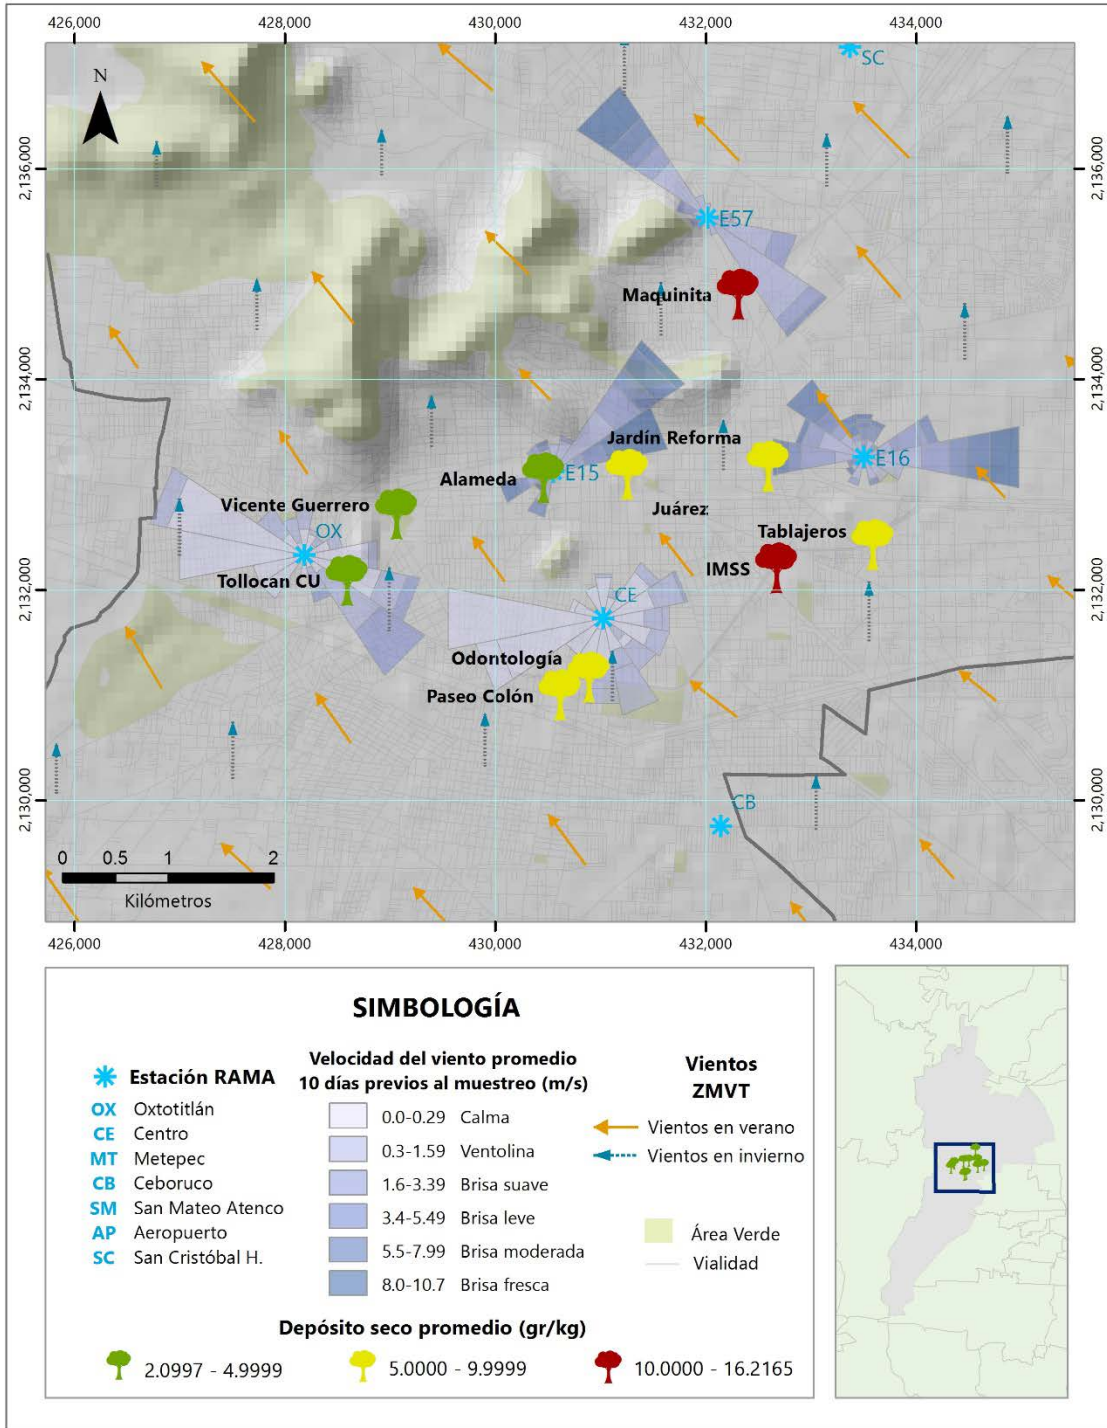 426,000 428,000 430,000 432,000 434,000
N
SC
2,136,000 2,136,000
E57
Maquinita
2,134,000 2,134,000
Jardín Reforma
E16
Alameda E15
Vicente Guerrero
Juárez
Tablajeros
OX
IMSS
Tollocan CU
2,132,000 2,132,000
CE
Odontología
Paseo Colón
2,130,000 2,130,000
CB
0 0.5 1 2
Kilómetros
426,000 428,000 430,000 432,000 434,000
SIMBOLOGÍA
Estación RAMA
OX Oxtotitlán
CE Centro
MT Metepec
CB Ceboruco
SM San Mateo Atenco
AP Aeropuerto
SC San Cristóbal H.
Velocidad del viento promedio
10 días previos al muestreo (m/s)
0.0-0.29 Calma
0.3-1.59 Ventolina
1.6-3.39 Brisa suave
3.4-5.49 Brisa leve
5.5-7.99 Brisa moderada
8.0-10.7 Brisa fresca
Vientos
ZMVT
Vientos en verano
Vientos en invierno
Área Verde
Vialidad
Depósito seco promedio (gr/kg)
2.0997 - 4.9999 5.0000 - 9.9999 10.0000 - 16.2165